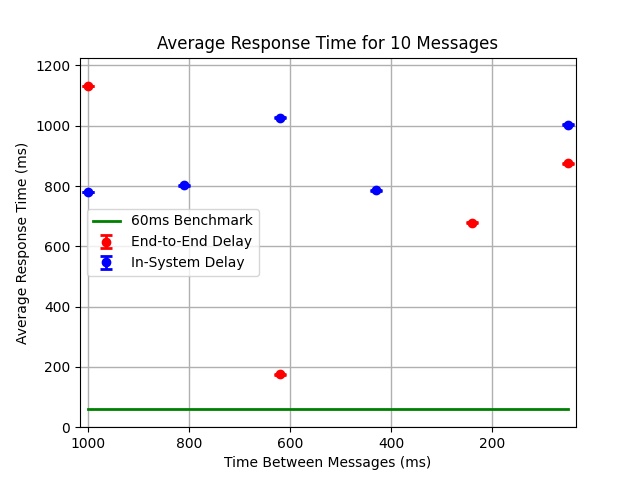 Average Response Time for 10 Messages
1200
1000
800
600
400
200
0
Average Response Time (ms)
60ms Benchmark
End-to-End Delay
In-System Delay
1000 800 600 400 200
Time Between Messages (ms)